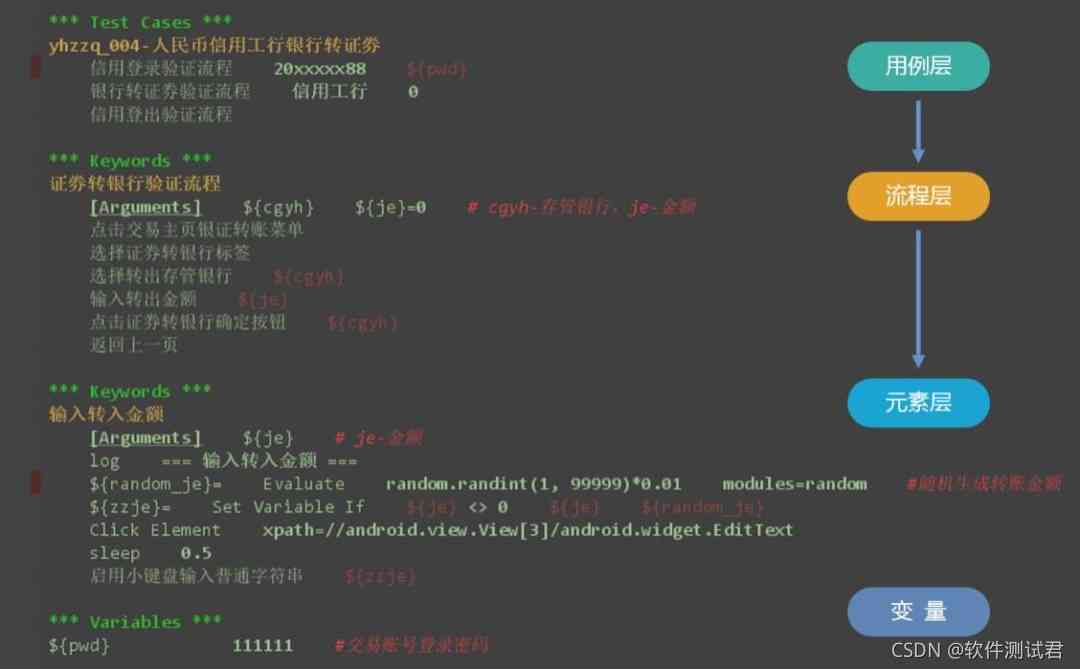 *** Test Cases ***
yhzzq_004-人民币信用工行银行转证劵
信用登录验证流程 20xxxxx88 ${pwd}
银行转证券验证流程 信用工行 0
信用登出验证流程
用例层
*** Keywords ***
证券转银行验证流程
[Arguments] ${cgyh} ${je}=0 # cgyh-存管银行，je-金额
点击交易主页银证转账菜单
选择证券转银行标签
选择转出存管银行 ${cgyh}
输入转出金额 ${je}
点击证券转银行确定按钮 ${cgyh}
返回上一页
流程层
*** Keywords ***
输入转入金额
[Arguments] ${je} # je-金额
log === 输入转入金额 ===
${random_je}= Evaluate random.randint(1, 99999)*0.01 modules=random #随机生成转账金额
${zzje}= Set Variable If ${je} <> 0 ${je} ${random_je}
Click Element xpath=//android.view.View[3]/android.widget.EditText
sleep 0.5
启用小键盘输入普通字符串 ${zzje}
元素层
*** Variables ***
${pwd} 111111 #交易账号登录密码
变 量
CSDN @软件测试君